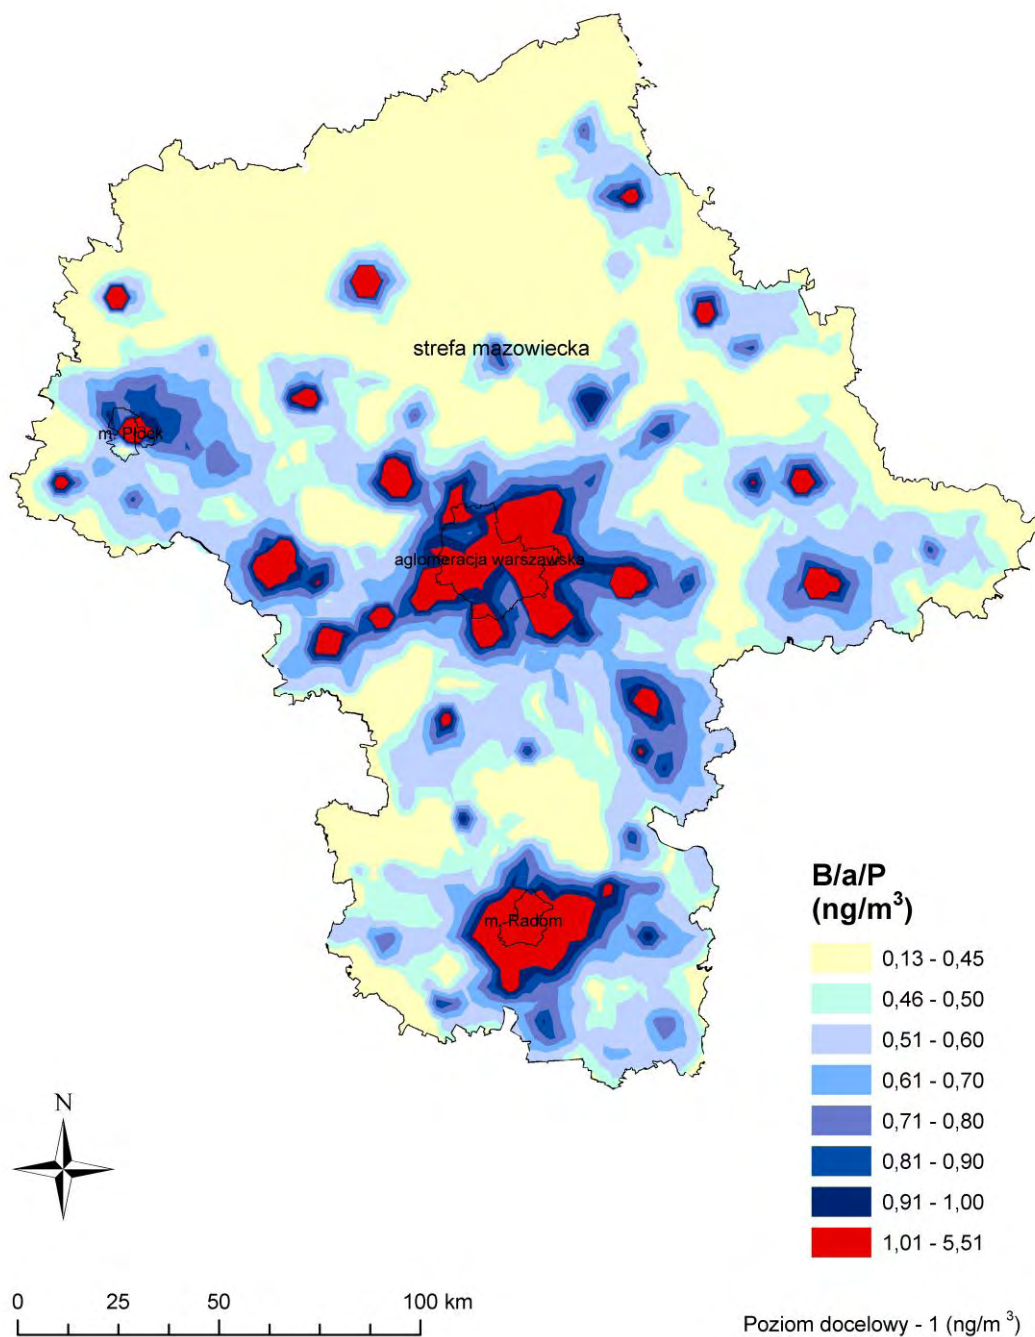 strefa mazowiecka
m. Płock
aglomeracja warszawska
m. Radom
B/a/P
(ng/m³)
0,13 - 0,45
0,46 - 0,50
0,51 - 0,60
0,61 - 0,70
0,71 - 0,80
0,81 - 0,90
0,91 - 1,00
1,01 - 5,51
N
0 25 50 100 km
Poziom docelowy - 1 (ng/m ³)